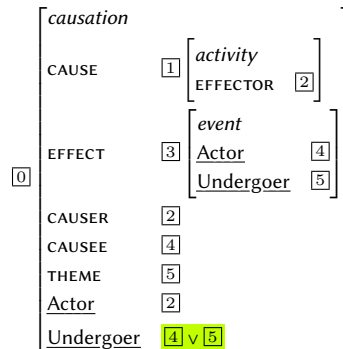 causation
CAUSE 1 activity
EFFECTOR 2
EFFECT 3 event
Actor 4
Undergoer 5
0
CAUSER 2
CAUSEE 4
THEME 5
Actor 2
Undergoer 4 ∨ 5